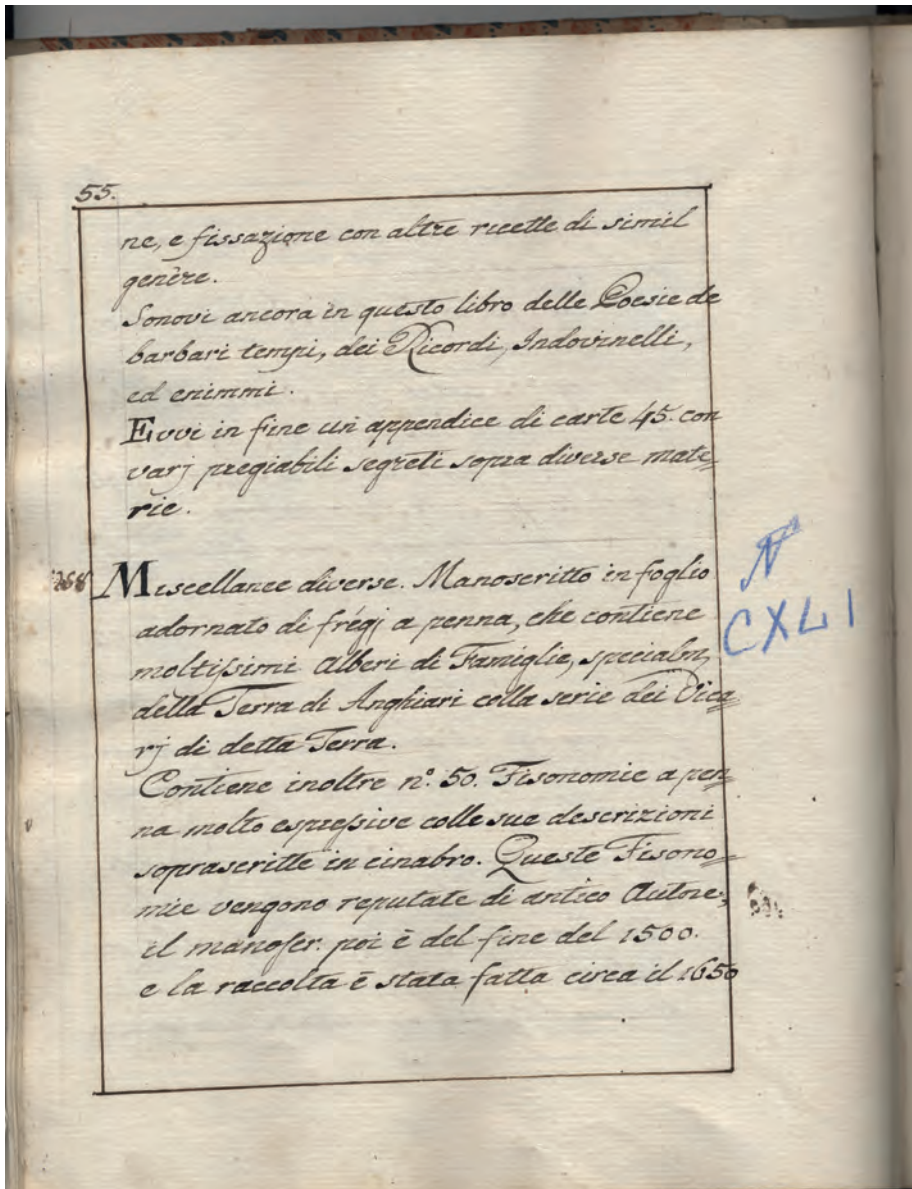 55.
ne, e fissazione con altre ricette di simil
genere.
Sonovi ancora in questo libro delle Poesie de
barbari tempi, dei Ricordi, Indovinelli,
ed enimmi.
Evvi in fine un appendice di carte 45. con
varj pregiabili segreti sopra diverse mate=
rie.
Miscellanee diverse. Manoscritto in foglio
adornato di frégj a penna, che contiene
moltissimi Alberi di Famiglie, specialm.
della Terra di Anghiari colla serie dei Vica=
rj di detta Terra.
Contiene inoltre n.º 50. Fisonomie a pen=
na molto espressive colle sue descrizioni
soprascritte in cinabro. Queste Fisono=
mie vengono reputate di antico Autore,
il manoscr. poi è del fine del 1500.
e la raccolta è stata fatta circa il 1650
N
CXLI